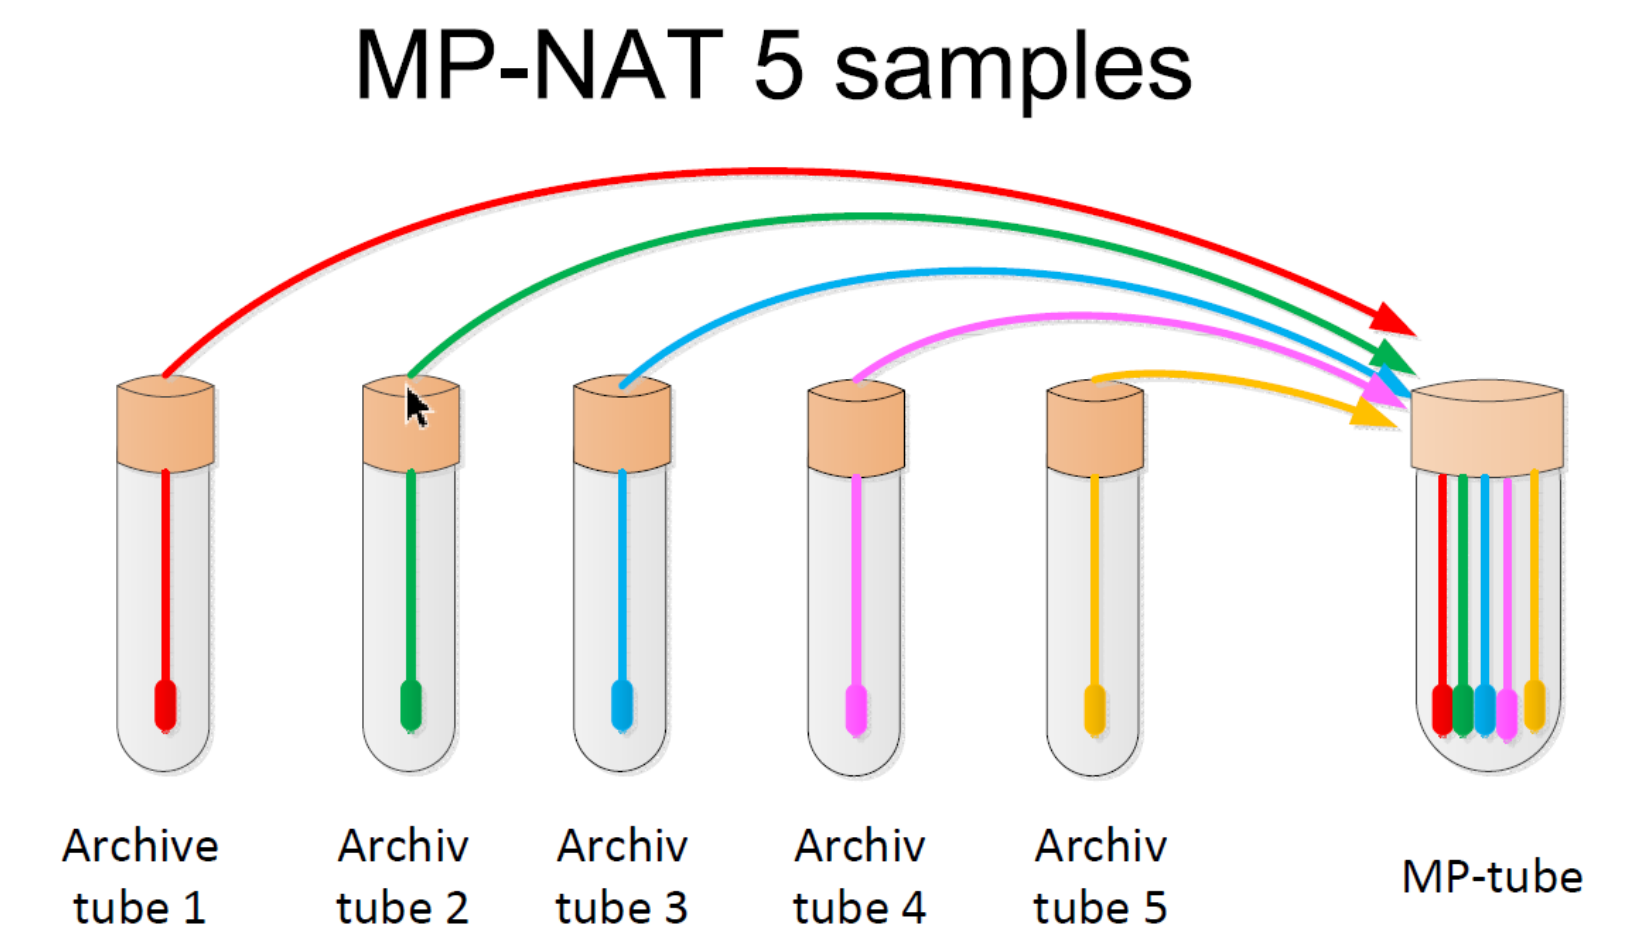 MP-NAT 5 samples
Archive
tube 1
Archiv
tube 2
Archiv
tube 3
Archiv
tube 4
Archiv
tube 5
MP-tube